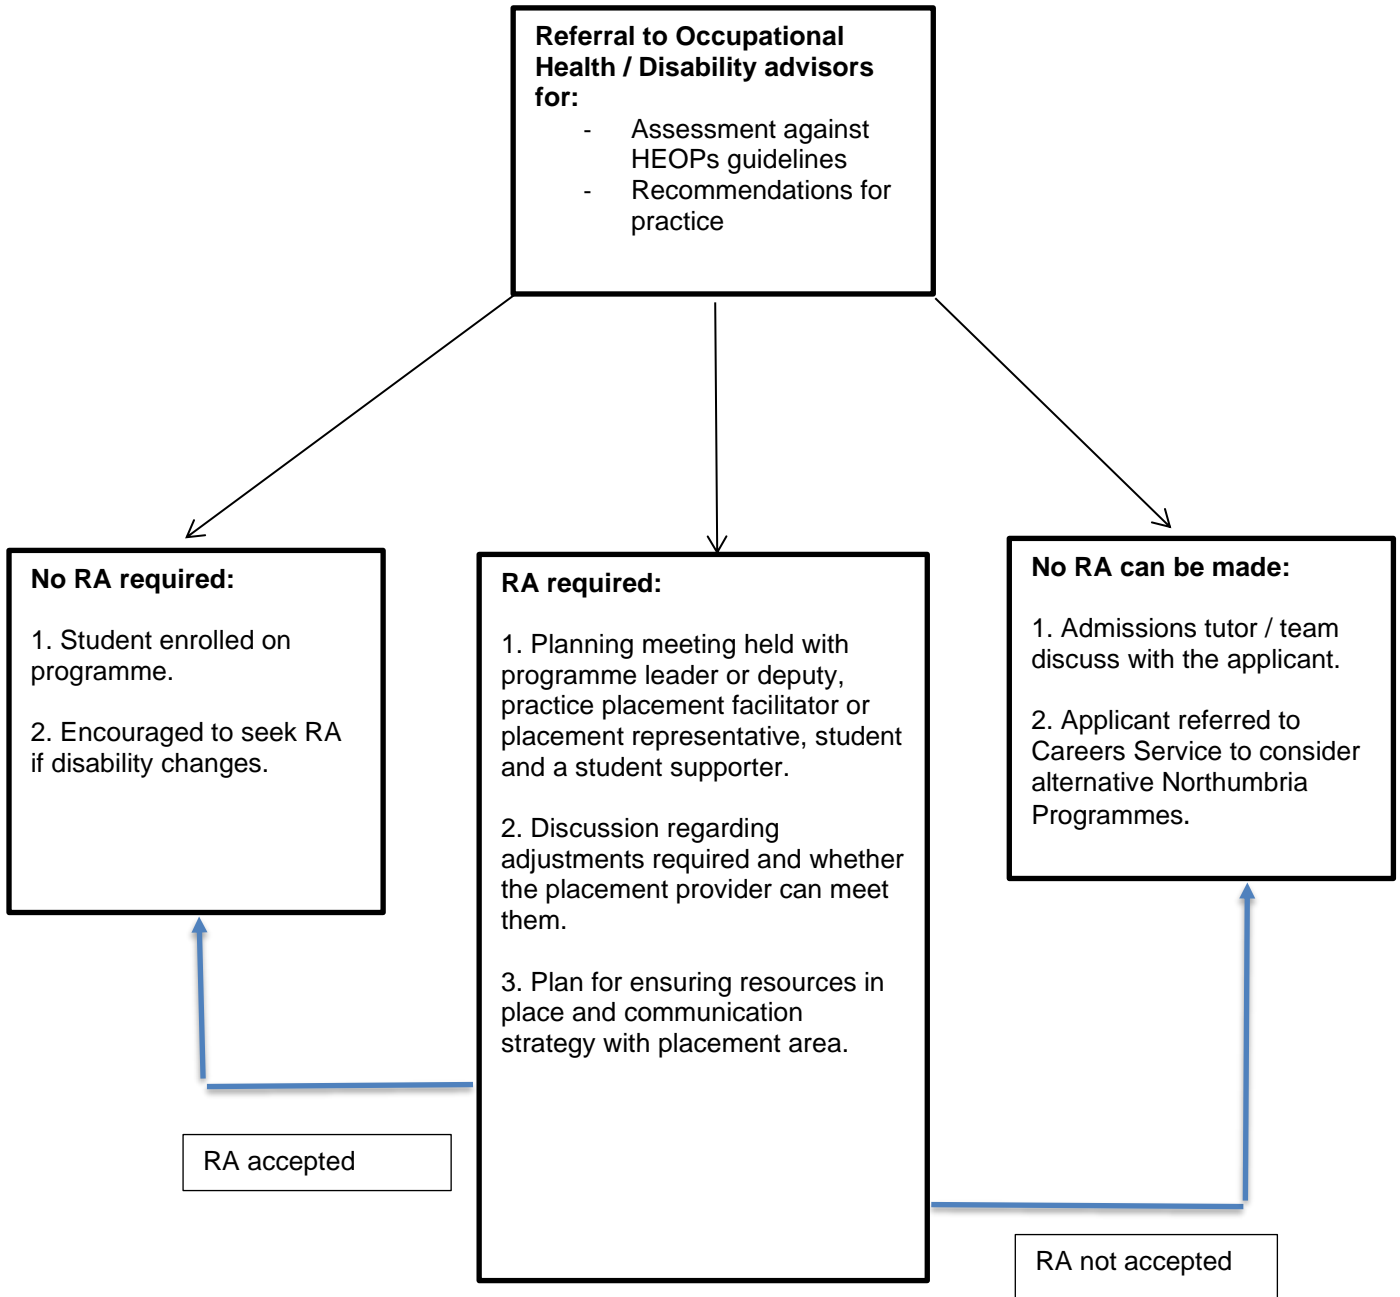 Referral to Occupational
Health / Disability advisors
for:
- Assessment against
HEOPs guidelines
- Recommendations for
practice
No RA required:
1. Student enrolled on
programme.
2. Encouraged to seek RA
if disability changes.
RA required:
1. Planning meeting held with
programme leader or deputy,
practice placement facilitator or
placement representative, student
and a student supporter.
2. Discussion regarding
adjustments required and whether
the placement provider can meet
them.
3. Plan for ensuring resources in
place and communication
strategy with placement area.
No RA can be made:
1. Admissions tutor / team
discuss with the applicant.
2. Applicant referred to
Careers Service to consider
alternative Northumbria
Programmes.
RA accepted
RA not accepted